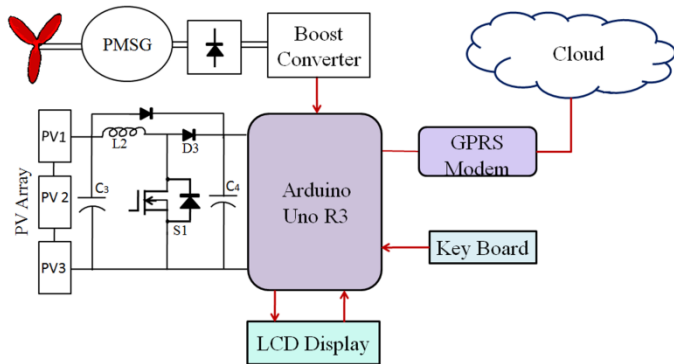 PMSG
Boost
Converter
Cloud
PV Array
PV1
PV 2
PV3
L2
D3
C3
C4
S1
Arduino
Uno R3
GPRS
Modem
Key Board
LCD Display